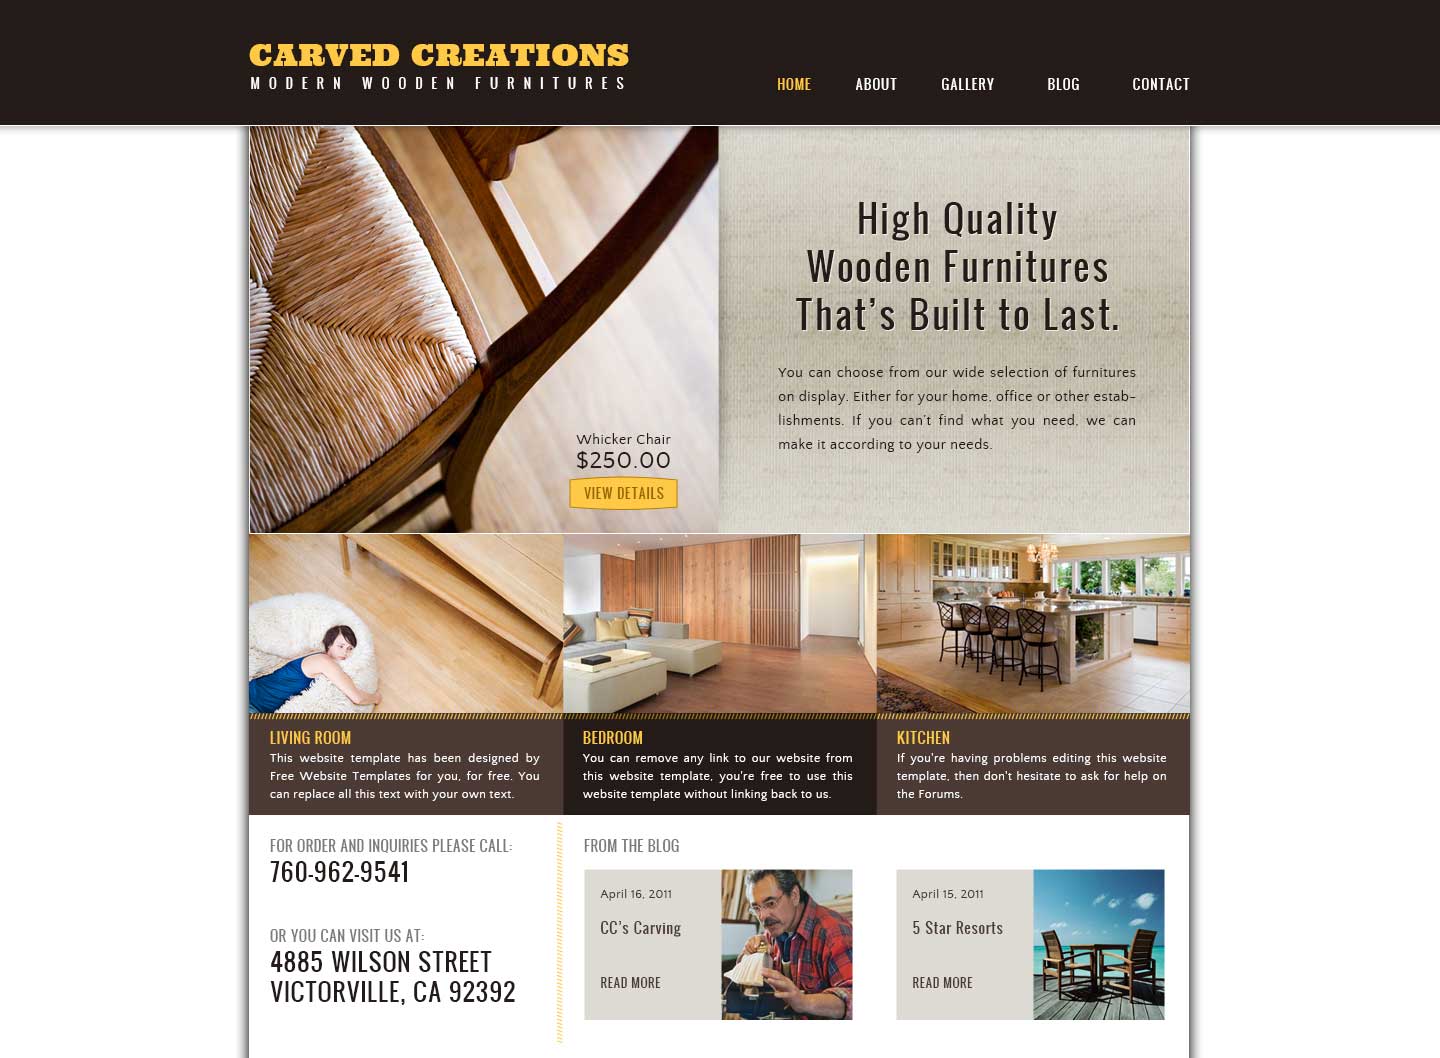 CARVED CREATIONS
MODERN WOODEN FURNITURES
HOME ABOUT GALLERY BLOG CONTACT
High Quality
Wooden Furnitures
That’s Built to Last.
You can choose from our wide selection of furnitures
on display. Either for your home, office or other estab-
lishments. If you can’t find what you need, we can
make it according to your needs.
Whicker Chair
$250.00
VIEW DETAILS
LIVING ROOM
This website template has been designed by
Free Website Templates for you, for free. You
can replace all this text with your own text.
BEDROOM
You can remove any link to our website from
this website template, you're free to use this
website template without linking back to us.
KITCHEN
If you're having problems editing this website
template, then don't hesitate to ask for help on
the Forums.
FOR ORDER AND INQUIRIES PLEASE CALL:
760-962-9541
OR YOU CAN VISIT US AT:
4885 WILSON STREET
VICTORVILLE, CA 92392
FROM THE BLOG
April 16, 2011
CC’s Carving
READ MORE
April 15, 2011
5 Star Resorts
READ MORE